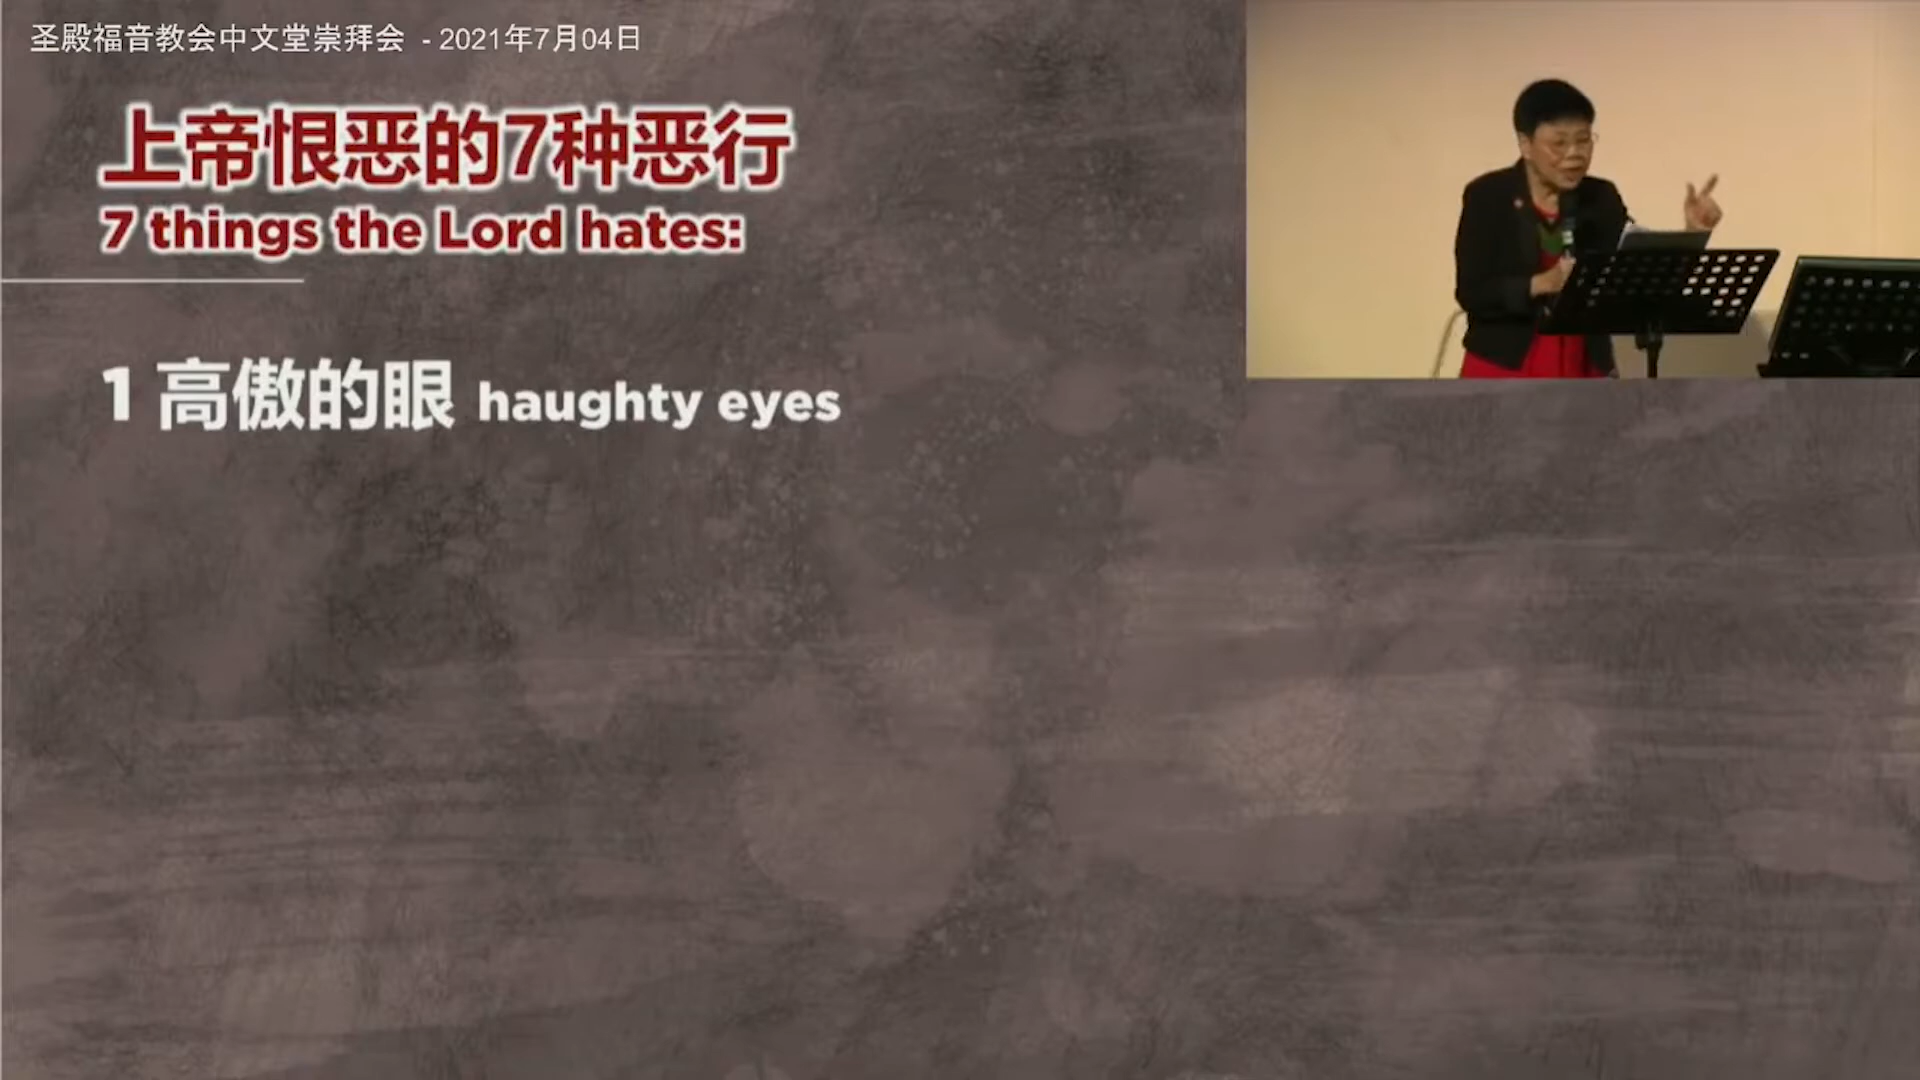 圣殿福音教会中文堂崇拜会 - 2021年7月04日
上帝恨恶的7种恶行
7 things the Lord hates:
1 高傲的眼 haughty eyes